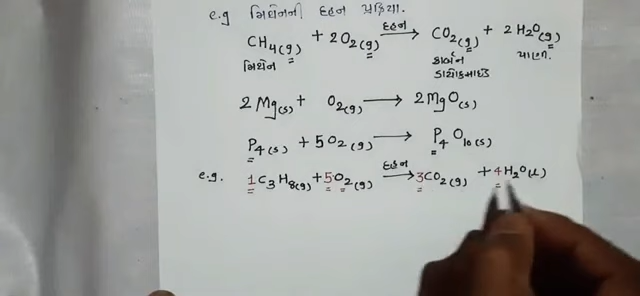 e.g મિથેનની દહન પ્રક્રિયા.
દહન
CH₄(g) + 2O₂(g) ⟶ CO₂(g) + 2H₂O(g)
મિથેન કાર્બન ડાયોક્સાઈડ પાણી.
2Mg(s) + O₂(g) ⟶ 2MgO(s)
P₄(s) + 5O₂(g) ⟶ P₄O₁₀(s)
દહન
e.g. 1C₃H₈(g) + 5O₂(g) ⟶ 3CO₂(g) + 4H₂O(l)